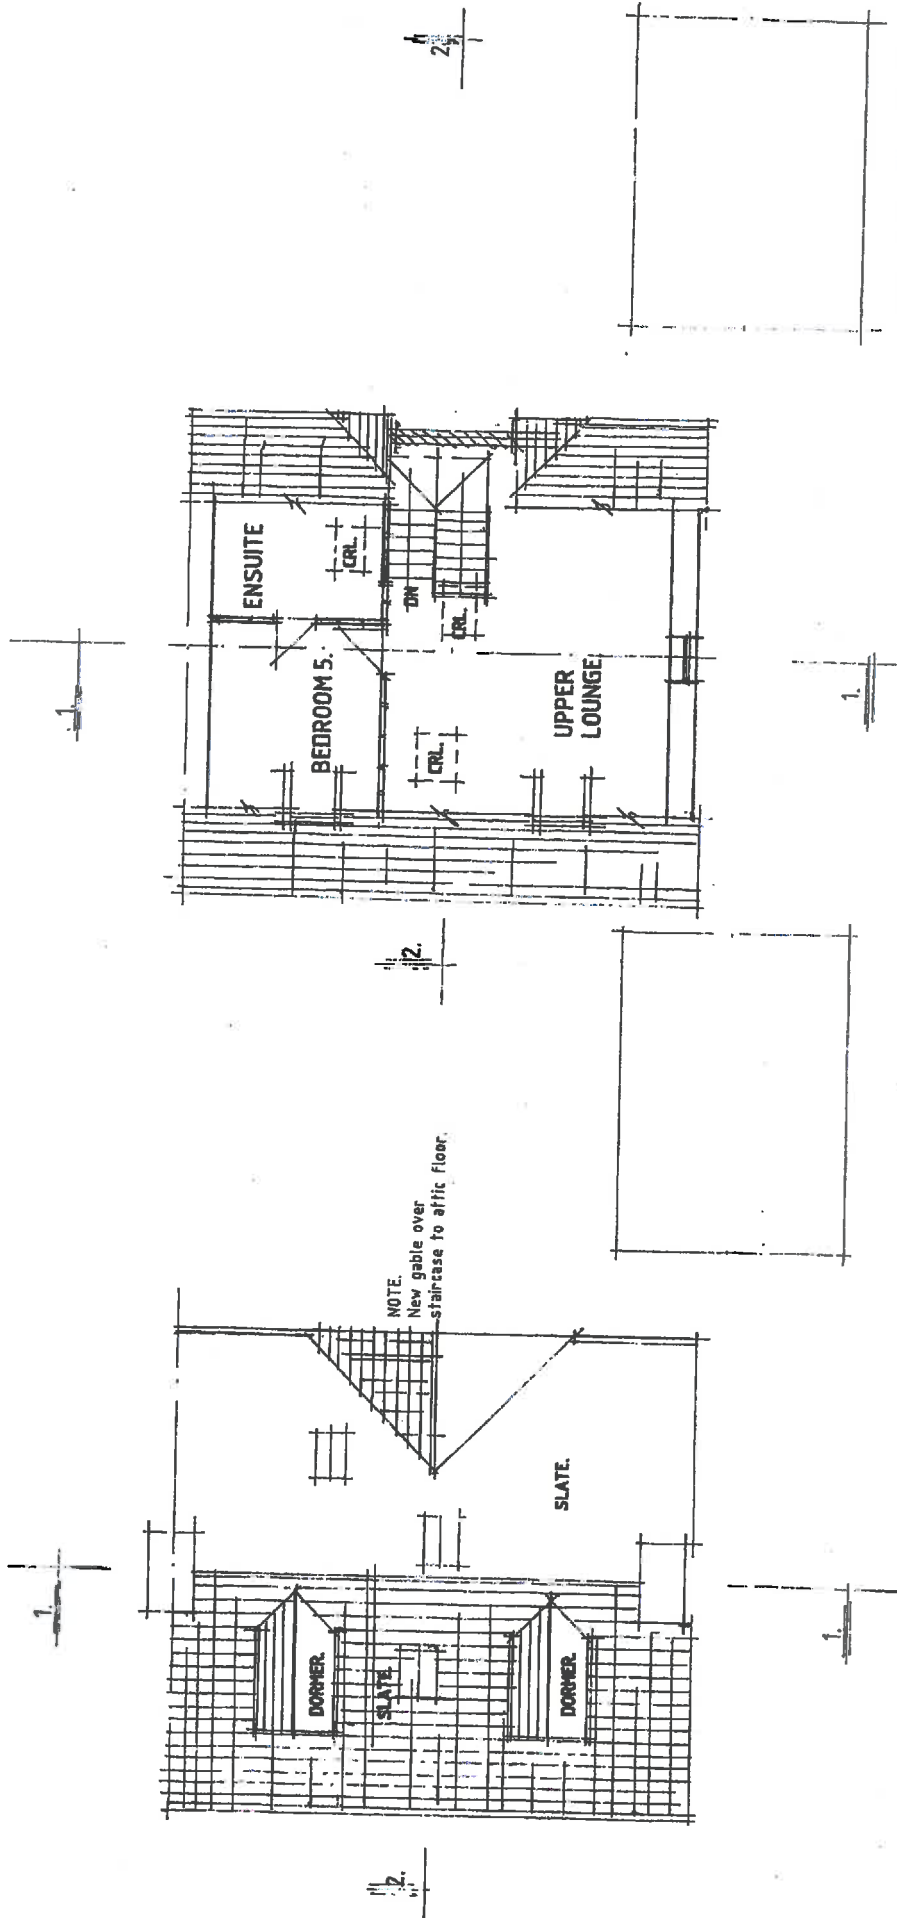 2.
1.
ENSUITE
CRL.
BEDROOM 5.
DN
CRL.
CRL.
UPPER
LOUNGE.
1.
2.
NOTE.
New gable over
staircase to attic floor.
1.
SLATE.
DORMER.
SLATE.
DORMER.
1.
2.